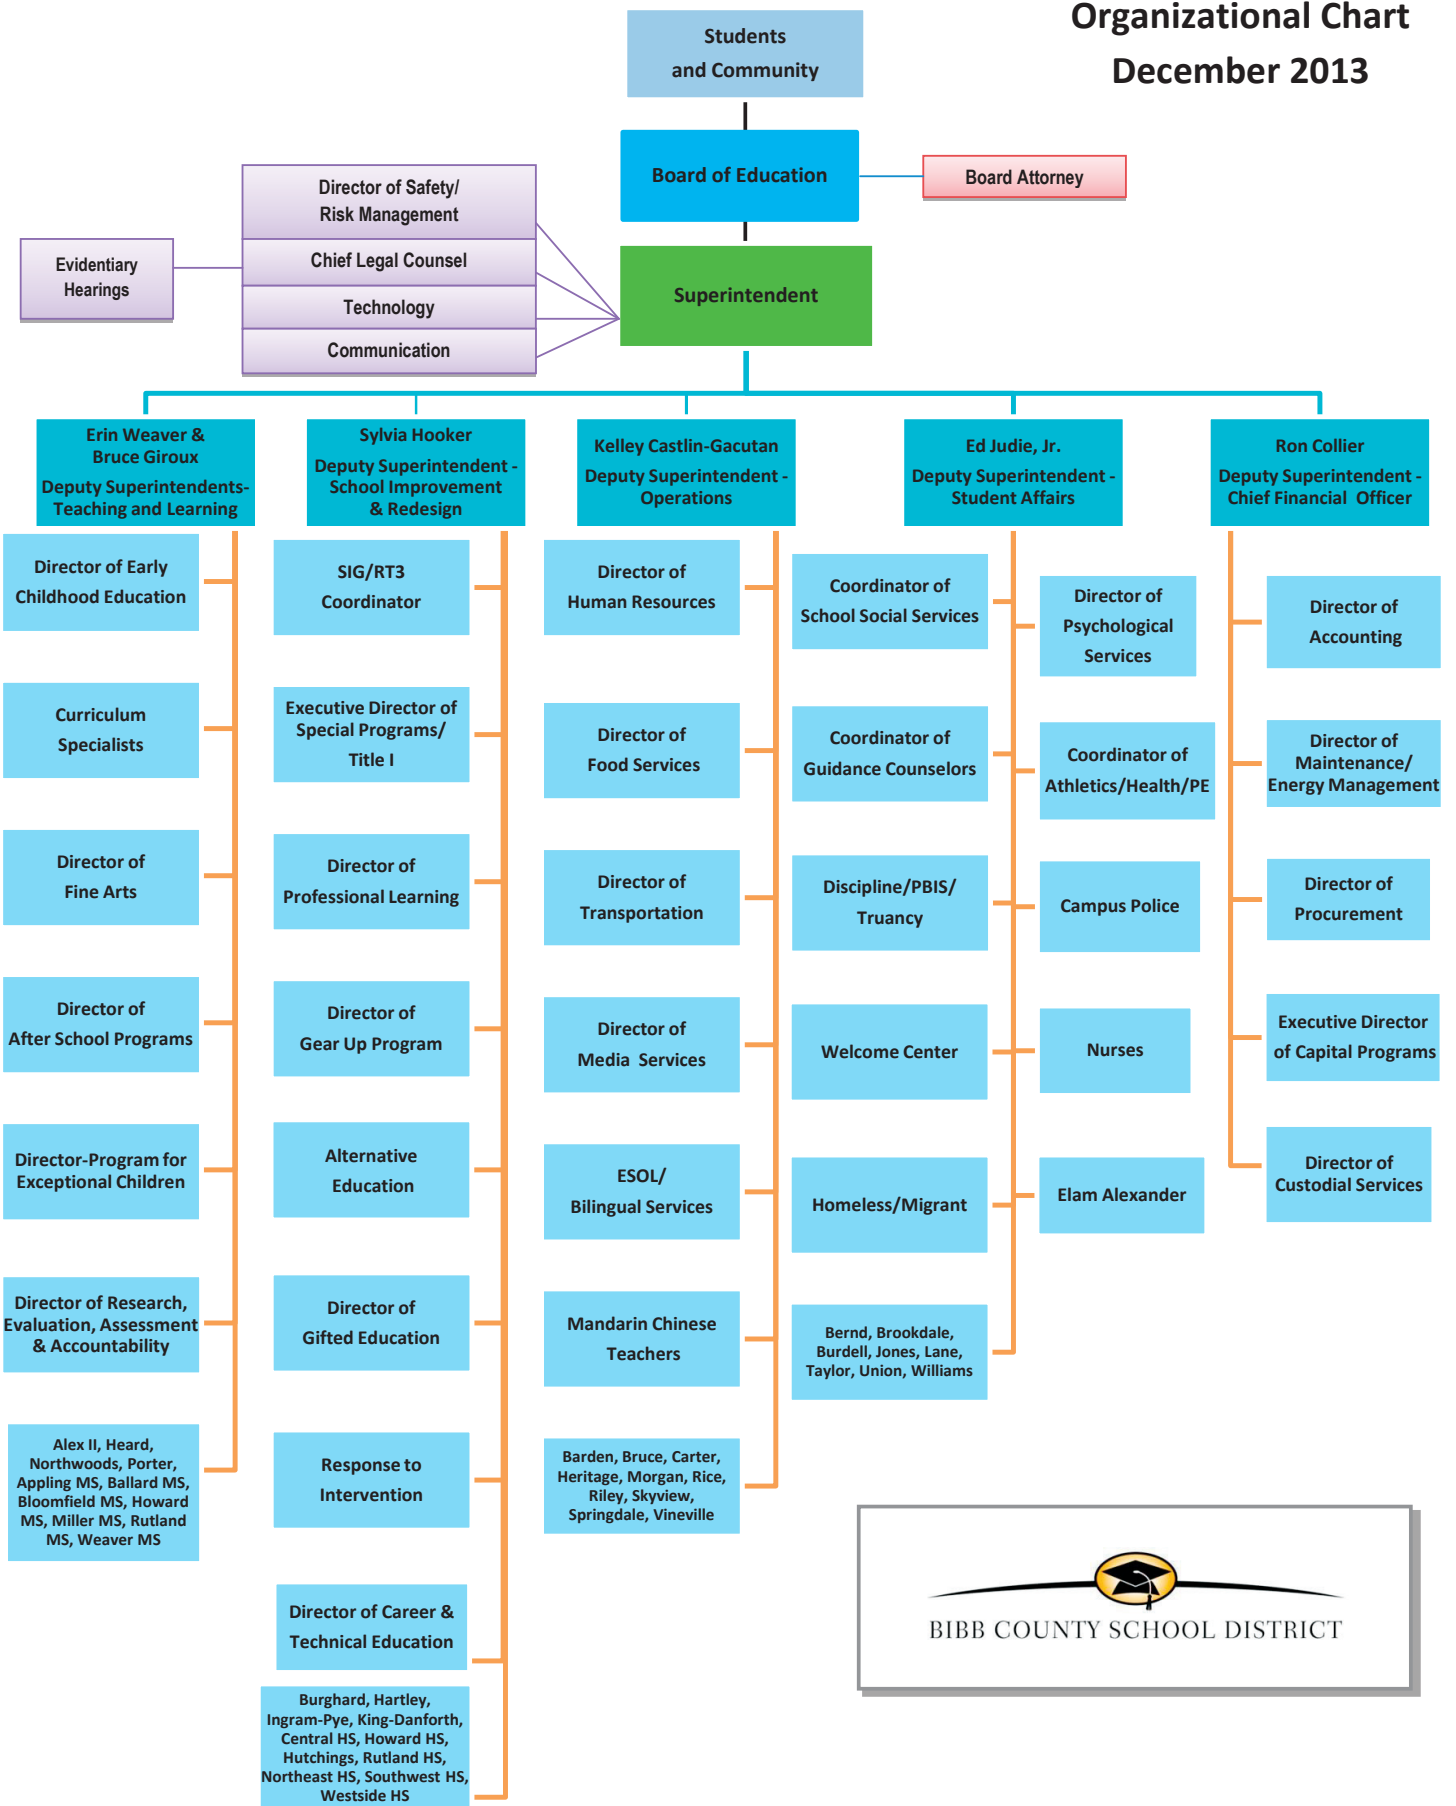 Organizational Chart
December 2013
Students
and Community
Board of Education
Board Attorney
Director of Safety/
Risk Management
Chief Legal Counsel
Technology
Communication
Evidentiary
Hearings
Superintendent
Erin Weaver &
Bruce Giroux
Deputy Superintendents-
Teaching and Learning
Director of Early
Childhood Education
Curriculum
Specialists
Director of
Fine Arts
Director of
After School Programs
Director-Program for
Exceptional Children
Director of Research,
Evaluation, Assessment
& Accountability
Alex II, Heard,
Northwoods, Porter,
Appling MS, Ballard MS,
Bloomfield MS, Howard
MS, Miller MS, Rutland
MS, Weaver MS
Sylvia Hooker
Deputy Superintendent -
School Improvement
& Redesign
SIG/RT3
Coordinator
Executive Director of
Special Programs/
Title I
Director of
Professional Learning
Director of
Gear Up Program
Alternative
Education
Director of
Gifted Education
Response to
Intervention
Director of Career &
Technical Education
Burghard, Hartley,
Ingram-Pye, King-Danforth,
Central HS, Howard HS,
Hutchings, Rutland HS,
Northeast HS, Southwest HS,
Westside HS
Kelley Castlin-Gacutan
Deputy Superintendent -
Operations
Director of
Human Resources
Director of
Food Services
Director of
Transportation
Director of
Media Services
ESOL/
Bilingual Services
Mandarin Chinese
Teachers
Barden, Bruce, Carter,
Heritage, Morgan, Rice,
Riley, Skyview,
Springdale, Vineville
Ed Judie, Jr.
Deputy Superintendent -
Student Affairs
Coordinator of
School Social Services
Director of
Psychological
Services
Coordinator of
Guidance Counselors
Coordinator of
Athletics/Health/PE
Discipline/PBIS/
Truancy
Campus Police
Welcome Center
Nurses
Homeless/Migrant
Elam Alexander
Bernd, Brookdale,
Burdell, Jones, Lane,
Taylor, Union, Williams
Ron Collier
Deputy Superintendent -
Chief Financial Officer
Director of
Accounting
Director of
Maintenance/
Energy Management
Director of
Procurement
Executive Director
of Capital Programs
Director of
Custodial Services
BIBB COUNTY SCHOOL DISTRICT